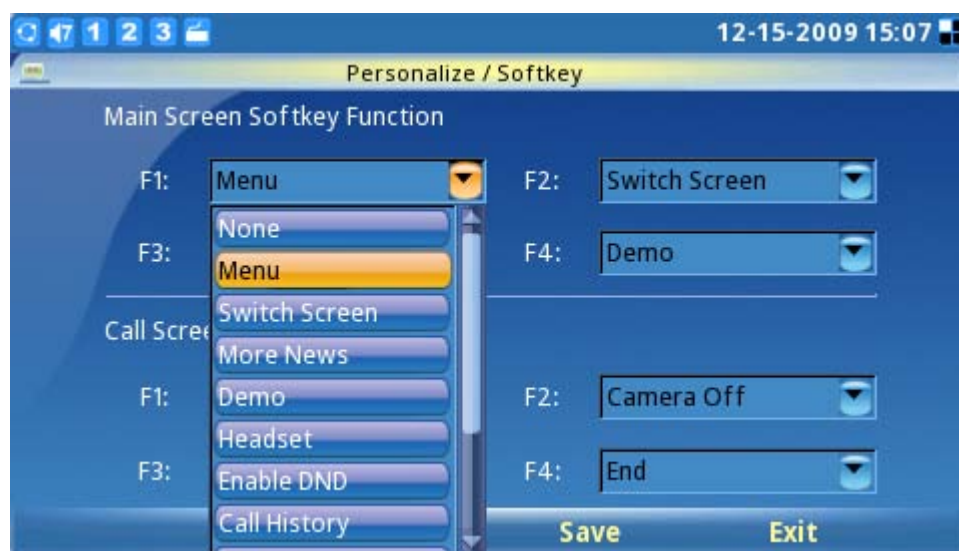 47 1 2 3 12-15-2009 15:07
Personalize / Softkey
Main Screen Softkey Function
F1: Menu F2: Switch Screen
None
F3: F4: Demo
Menu
Switch Screen
Call Scree
More News
F1: Demo F2: Camera Off
Headset
F3: Enable DND F4: End
Call History
Save Exit